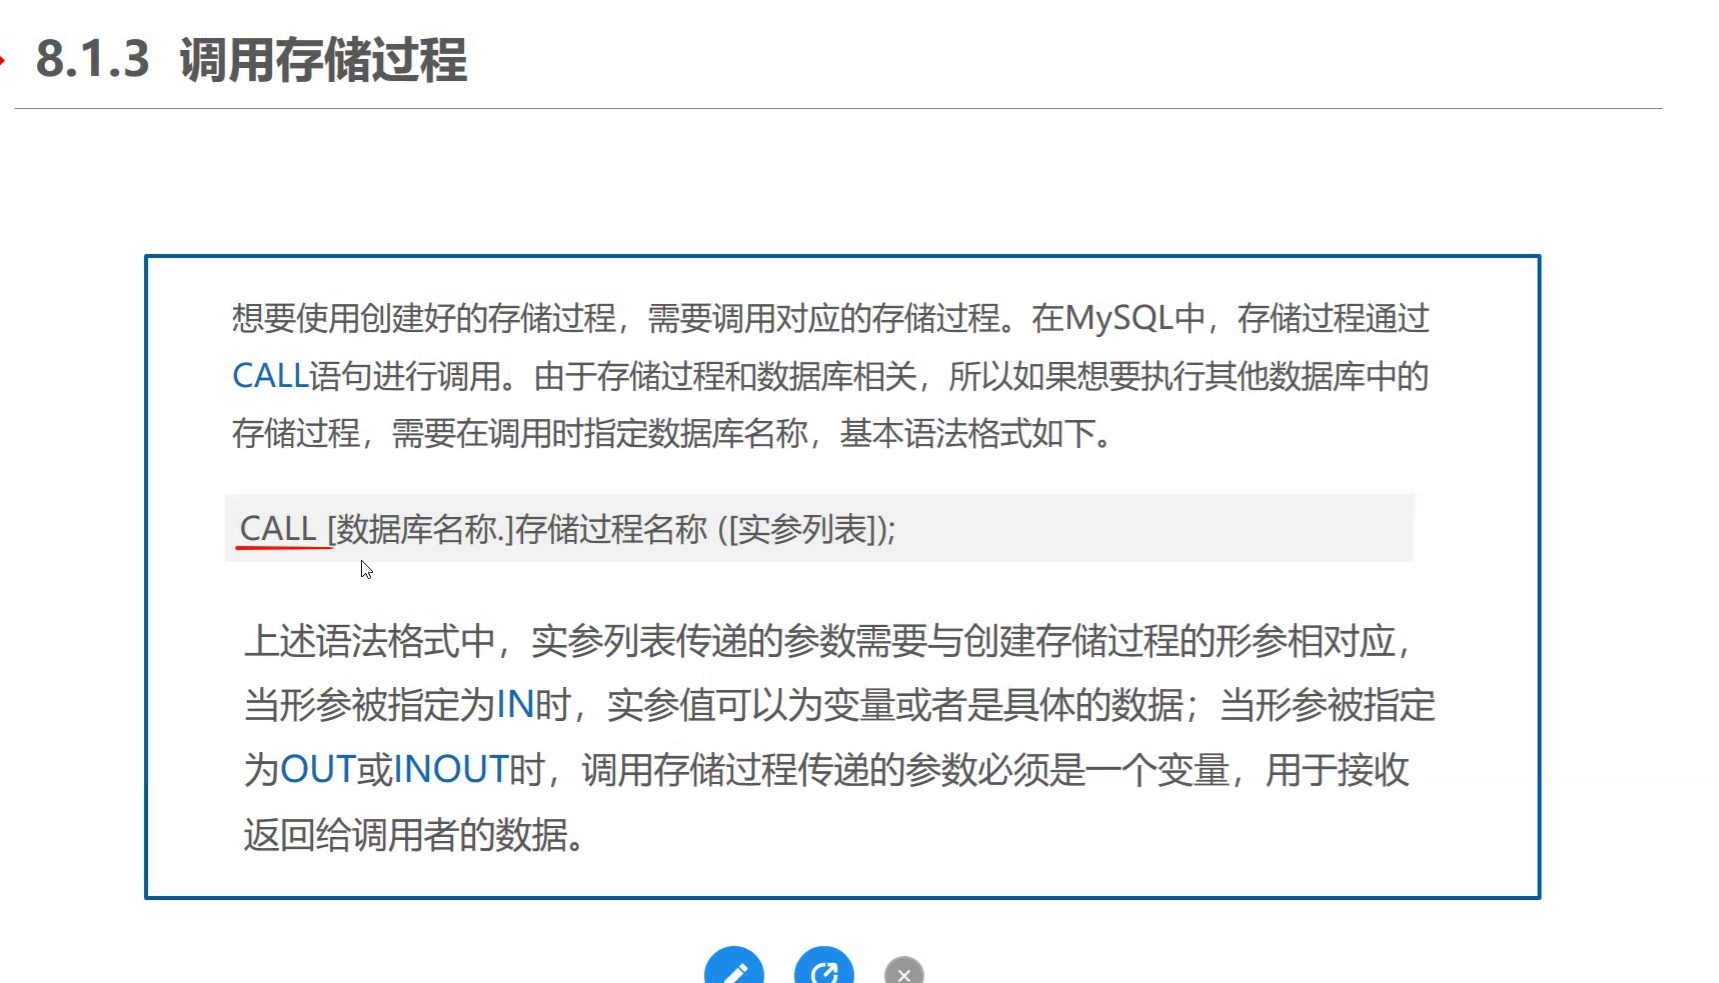 8.1.3 调用存储过程
想要使用创建好的存储过程，需要调用对应的存储过程。在MySQL中，存储过程通过
CALL语句进行调用。由于存储过程和数据库相关，所以如果想要执行其他数据库中的
存储过程，需要在调用时指定数据库名称，基本语法格式如下。
CALL [数据库名称.]存储过程名称 ([实参列表]);
上述语法格式中，实参列表传递的参数需要与创建存储过程的形参相对应，
当形参被指定为IN时，实参值可以为变量或者是具体的数据；当形参被指定
为OUT或INOUT时，调用存储过程传递的参数必须是一个变量，用于接收
返回给调用者的数据。